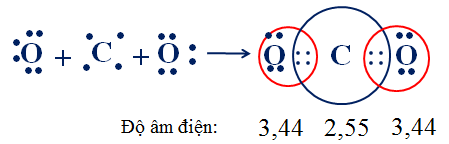 O + C + O : → O :: C :: O
Độ âm điện: 3,44 2,55 3,44